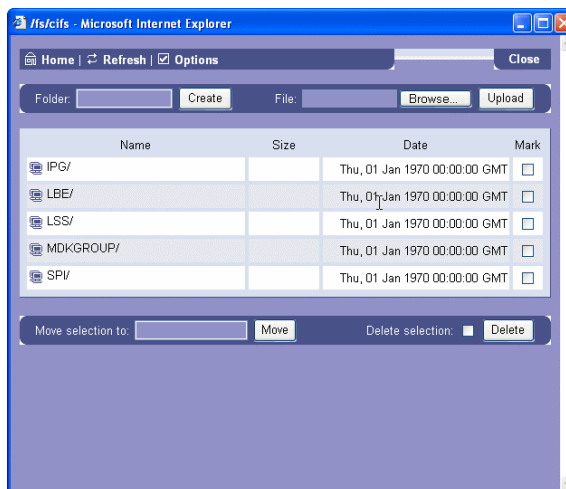 /fs/cifs - Microsoft Internet Explorer
Home | Refresh | Options Close
Folder: Create File: Browse... Upload
Name Size Date Mark
IPG/ Thu, 01 Jan 1970 00:00:00 GMT
LBE/ Thu, 01 Jan 1970 00:00:00 GMT
LSS/ Thu, 01 Jan 1970 00:00:00 GMT
MDKGROUP/ Thu, 01 Jan 1970 00:00:00 GMT
SPI/ Thu, 01 Jan 1970 00:00:00 GMT
Move selection to: Move Delete selection: Delete